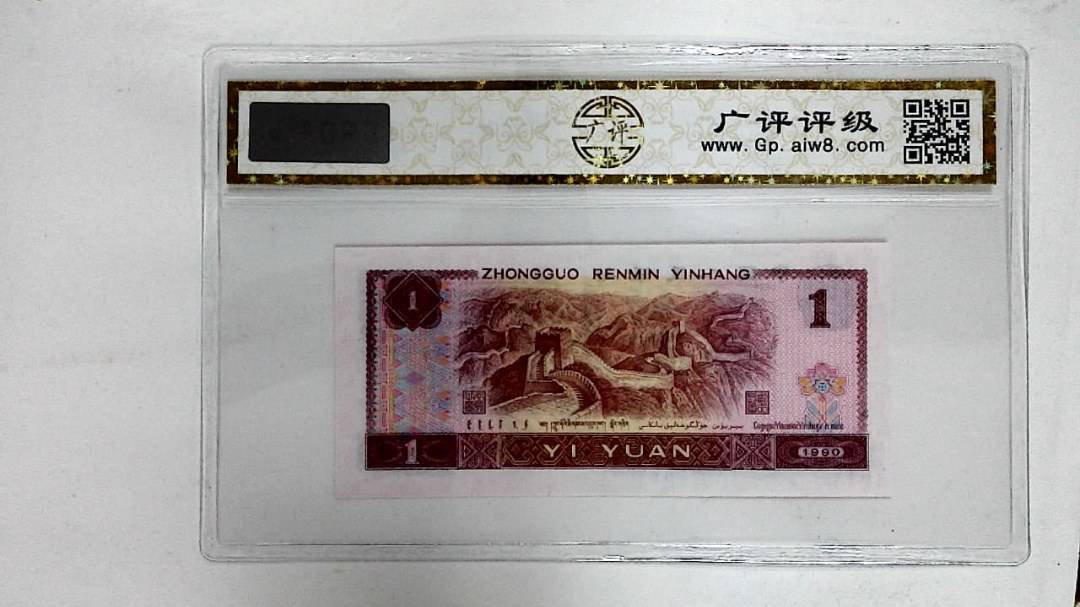 广评
广评评级
www.Gp.aiw8.com
ZHONGGUO RENMIN YINHANG
1
1
1
YI YUAN
1990